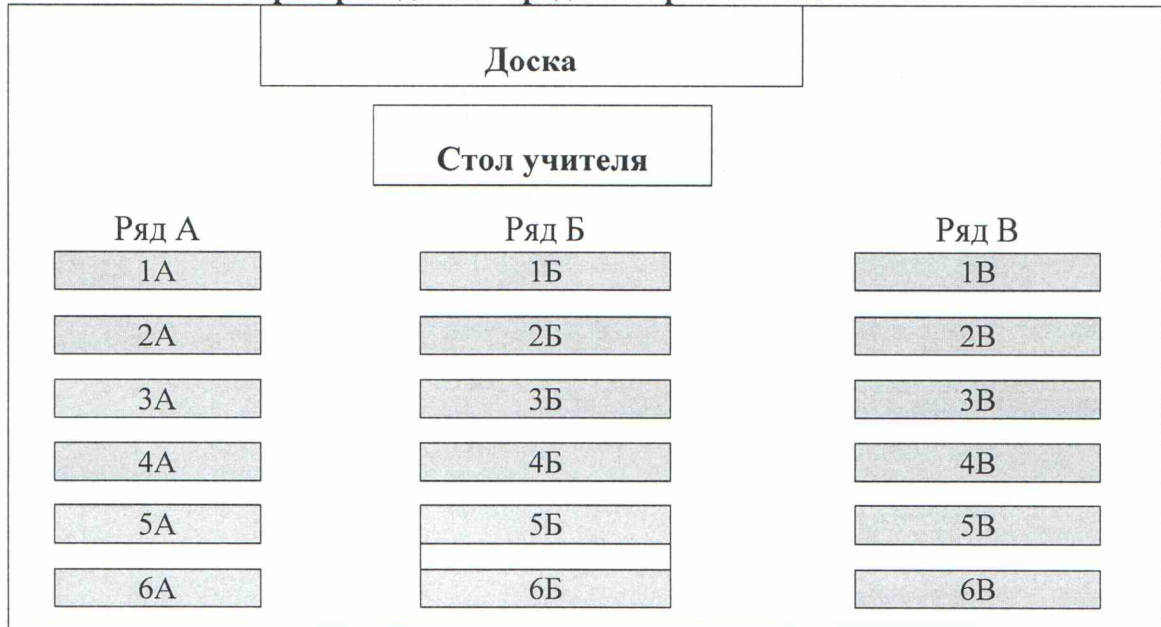 Доска
Стол учителя
Ряд А Ряд Б Ряд В
1А 1Б 1В
2А 2Б 2В
3А 3Б 3В
4А 4Б 4В
5А 5Б 5В
6А 6Б 6В